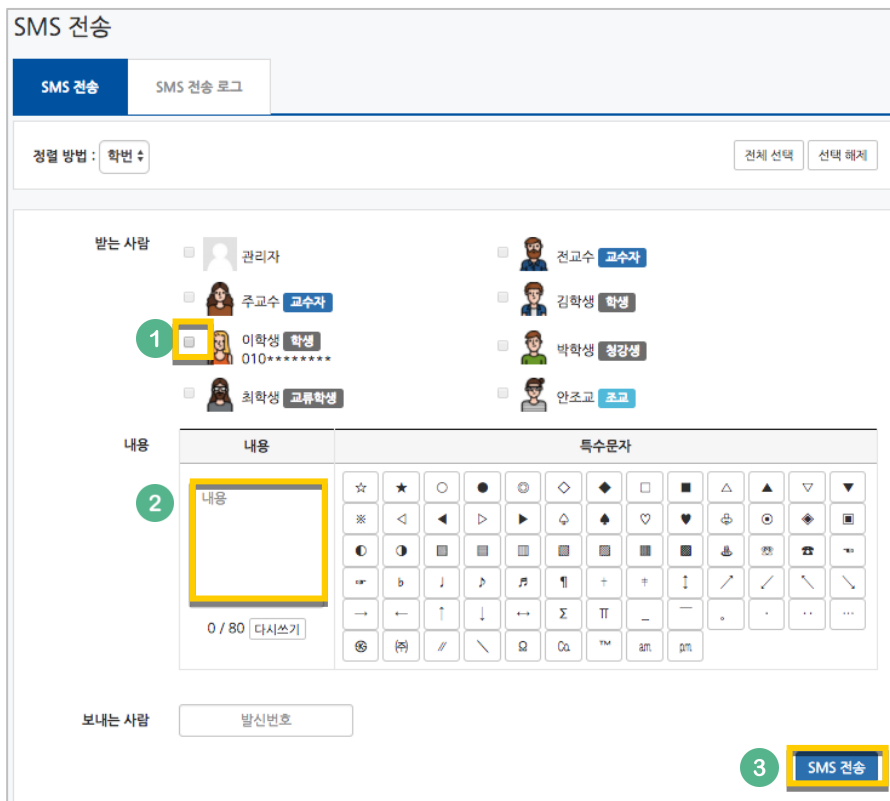 SMS 전송
SMS 전송 SMS 전송 로그
정렬 방법 : 학번 전체 선택 선택 해제
받는 사람
관리자 전교수 교수자
주교수 교수자 김학생 학생
1 이학생 학생 박학생 청강생
010********
최학생 교류학생 안조교 조교
내용 내용 특수문자
2 내용
☆ ★ ○ ● ◎ ◇ ◆ □ ■ △ ▲ ▽ ▼
※ ◁ ◀ ▷ ▶ ♤ ♠ ♡ ♥ ♧ ⊙ ◈ ▣
◐ ◑ ▒ ▤ ▥ ▨ ▧ ▦ ▩ ♨ ☏ ☎ ☜
☞ ♭ ♩ ♪ ♬ ¶ † ‡ ↕ ↗ ↙ ↖ ↘
→ ← ↑ ↓ ↔ Σ Π _ ― 。 · ‥ …
㉿ ㈜ ∥ \ Ω ㏇ ™ ㏂ ㏘
0 / 80 다시쓰기
보내는 사람 발신번호
3 SMS 전송